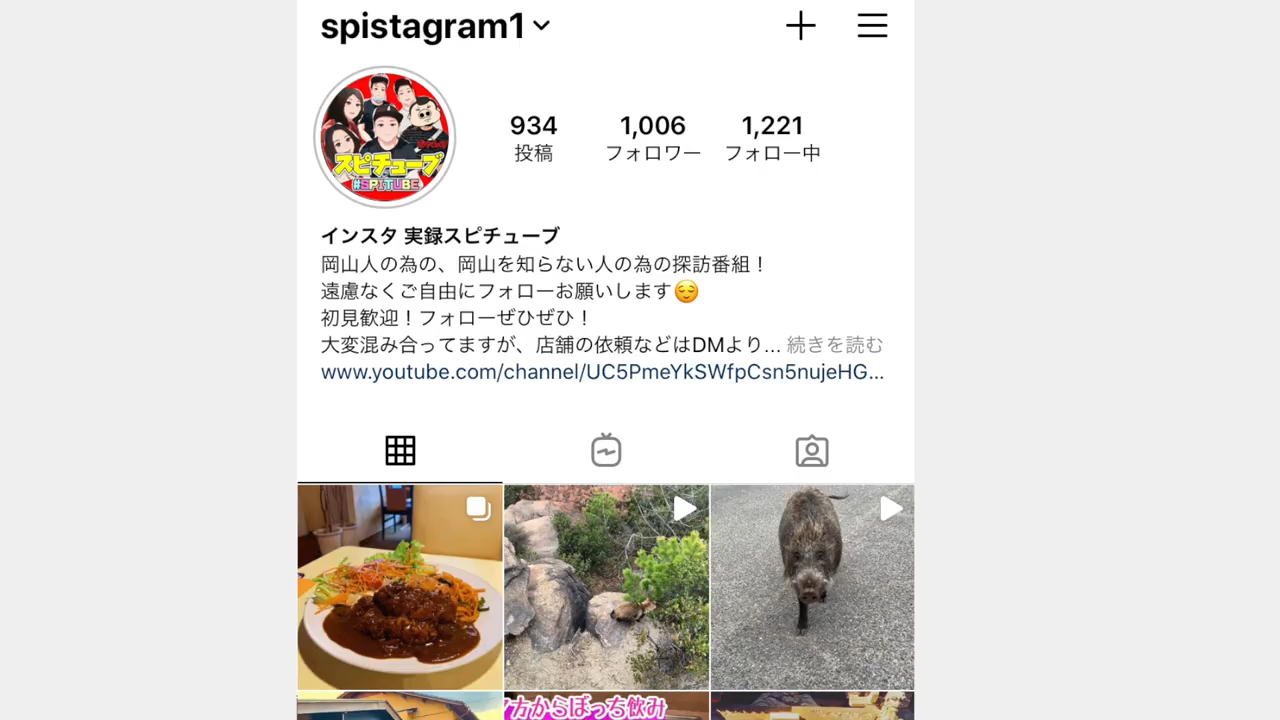 spistagram1
934
投稿
1,006
フォロワー
1,221
フォロー中
スピチューブ
#SPITUBE
インスタ 実録スピチューブ
岡山人の為の、岡山を知らない人の為の探訪番組！
遠慮なくご自由にフォローお願いします😌
初見歓迎！フォローぜひぜひ！
大変混み合ってますが、店舗の依頼などはDMより... 続きを読む
www.youtube.com/channel/UC5PmeYkSWfpCsn5nujeHG...
方からぼっち飲み